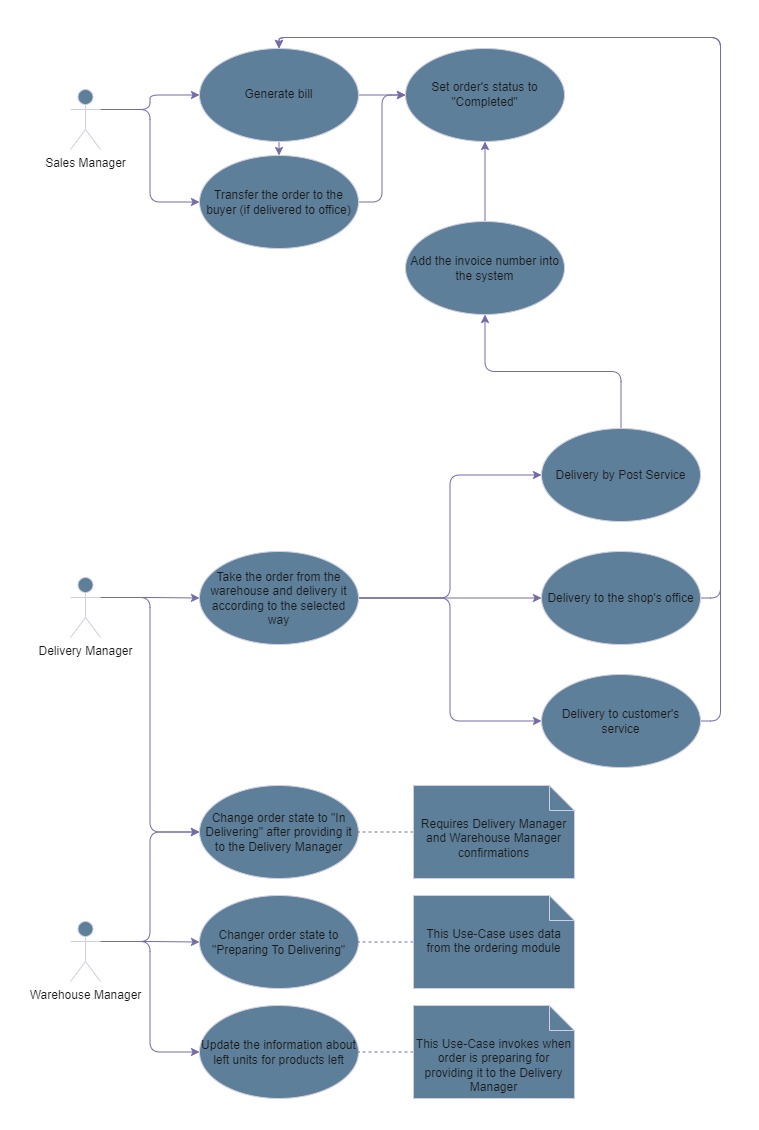 Generate bill
Set order's status to
"Completed"
Sales Manager
Transfer the order to the
buyer (if delivered to office)
Add the invoice number into
the system
Delivery by Post Service
Take the order from the
warehouse and delivery it
according to the selected
way
Delivery to the shop's office
Delivery Manager
Delivery to customer's
service
Change order state to "In
Delivering" after providing it
to the Delivery Manager
Requires Delivery Manager
and Warehouse Manager
confirmations
Changer order state to
"Preparing To Delivering"
This Use-Case uses data
from the ordering module
Warehouse Manager
Update the information about
left units for products left
This Use-Case invokes when
order is preparing for
providing it to the Delivery
Manager